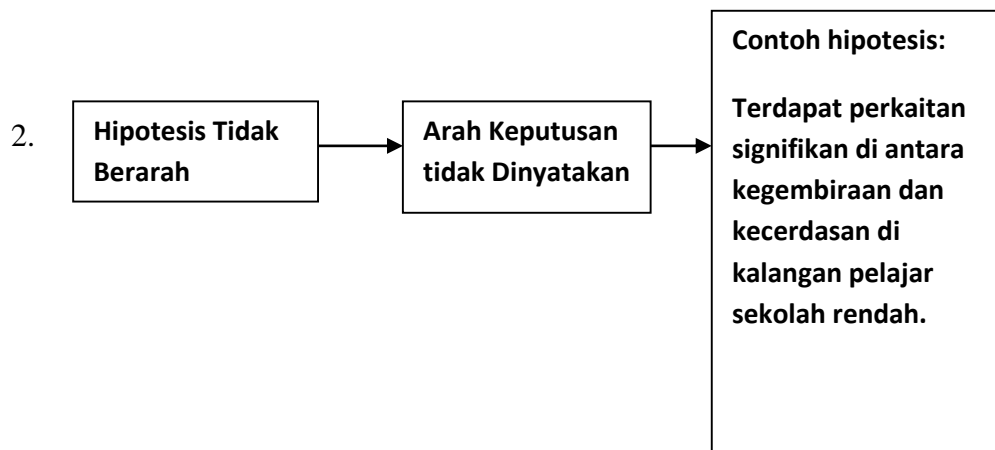 2.
Hipotesis Tidak
Berarah
Arah Keputusan
tidak Dinyatakan
Contoh hipotesis:
Terdapat perkaitan
signifikan di antara
kegembiraan dan
kecerdasan di
kalangan pelajar
sekolah rendah.